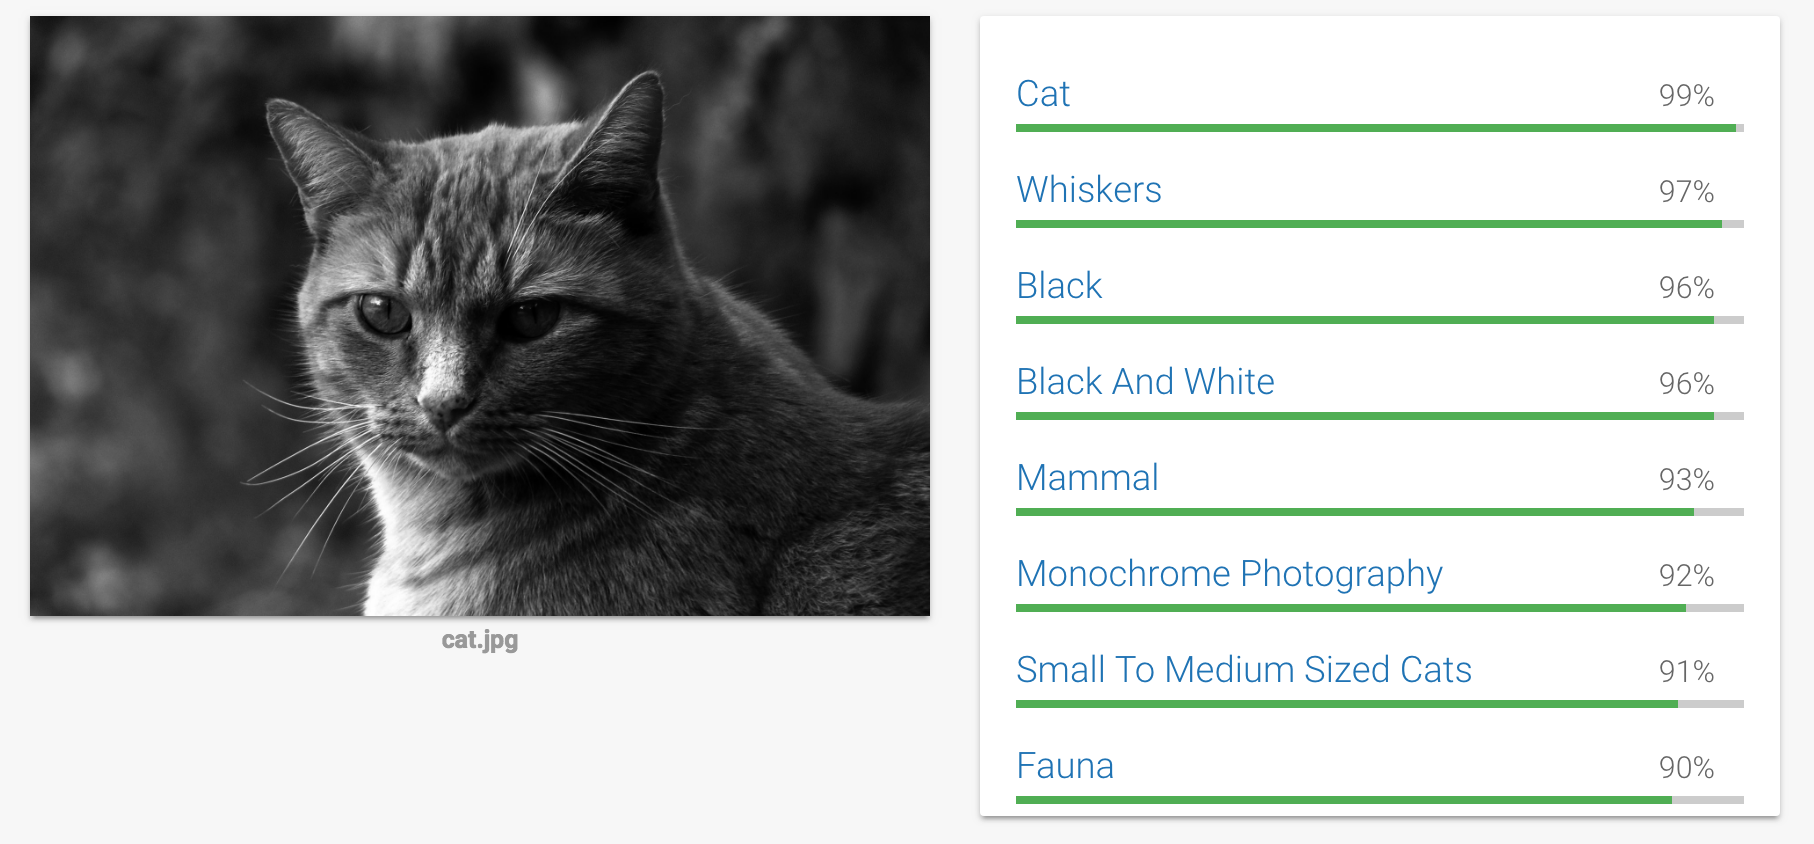 cat.jpg
Cat 99%
Whiskers 97%
Black 96%
Black And White 96%
Mammal 93%
Monochrome Photography 92%
Small To Medium Sized Cats 91%
Fauna 90%